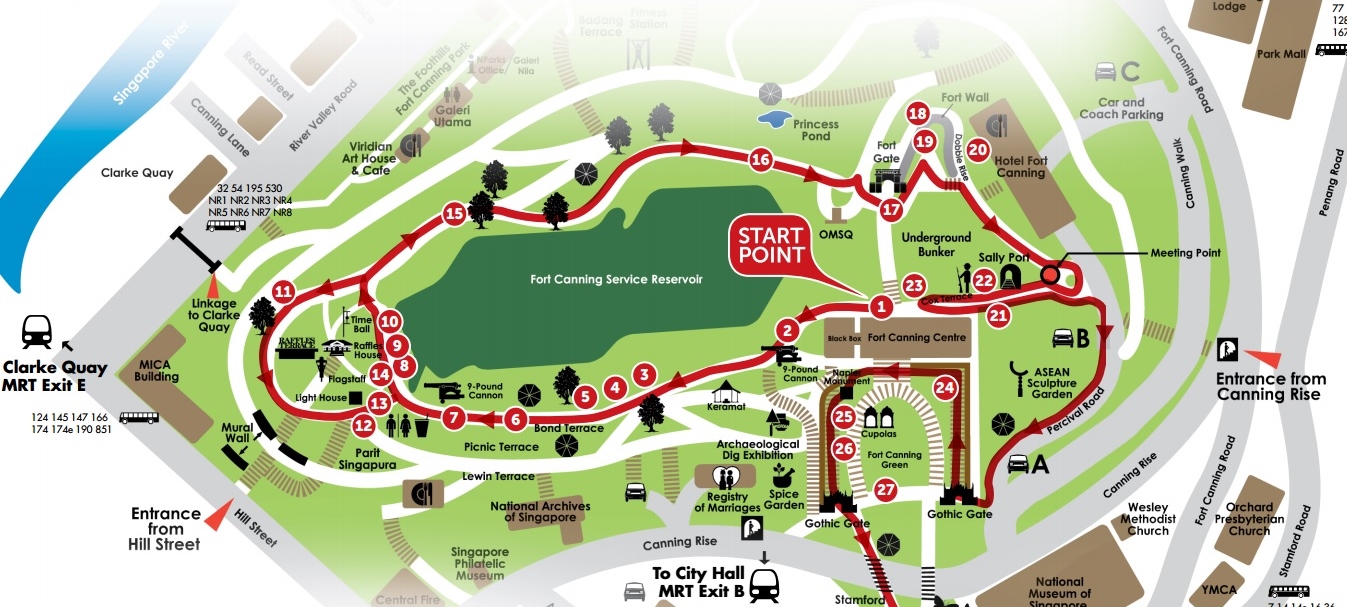 Singapore River
Read Street
Canning Lane
River Valley Road
The Foothills
Fort Canning Park
NParks
Office/
Galeri
Nila
Badang
Terrace
Fitness
Station
Galeri
Utama
Viridian
Art House
& Cafe
Clarke Quay
32 54 195 530
NR1 NR2 NR3 NR4
NR5 NR6 NR7 NR8
Princess
Pond
Fort Wall
Fort
Gate
Dobbie Rise
18
19
20
Hotel Fort
Canning
C
Car and
Coach Parking
Lodge
Park Mall
77
128
167
Fort Canning Road
Canning Walk
Penang Road
16
17
OMSQ
15
START
POINT
Underground
Bunker
Sally Port
Meeting Point
Fort Canning Service Reservoir
23
22
Cox Terrace
21
1
2
Linkage
to Clarke
Quay
11
Time
Ball
10
RAFFLES
TERRACE
Raffles
House
9
8
Flagstaff
14
Light House
13
12
Clarke Quay
MRT Exit E
MICA
Building
124 145 147 166
174 174e 190 851
Mural
Wall
Parit
Singapura
9-Pound
Cannon
7
6
5
4
3
Bond Terrace
Picnic Terrace
Lewin Terrace
9-Pound
Cannon
Black Box
Fort Canning Centre
Napier
Monument
24
25
26
27
Cupolas
Fort Canning
Green
Keramat
Archaeological
Dig Exhibition
Registry
of Marriages
Spice
Garden
Gothic Gate
Gothic Gate
B
ASEAN
Sculpture
Garden
Percival Road
A
Entrance from
Canning Rise
Canning Rise
Fort Canning Road
Entrance
from
Hill Street
Hill Street
National Archives
of Singapore
Singapore
Philatelic
Museum
Central Fire
Canning Rise
To City Hall
MRT Exit B
Stamford
Wesley
Methodist
Church
Orchard
Presbyterian
Church
Stamford Road
National
Museum of
Singapore
YMCA